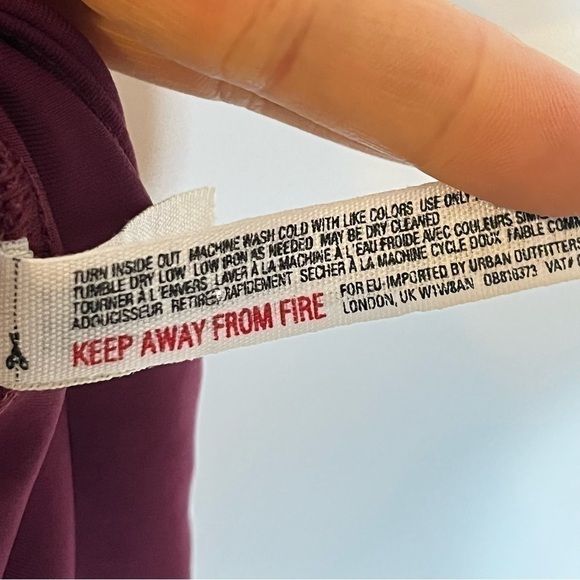 TURN INSIDE OUT MACHINE WASH COLD WITH LIKE COLORS USE ONLY
TUMBLE DRY LOW LOW IRON AS NEEDED MAY BE DRY CLEANED
TOURNER À L'ENVERS LAVER À LA MACHINE À L'EAU FROIDE AVEC COULEURS
ADOUCISSEUR RETIRER RAPIDEMENT SECHER À LA MACHINE CYCLE DOUX FAIBLE
KEEP AWAY FROM FIRE
FOR EU-IMPORTED BY URBAN OUTFITTERS
LONDON, UK W1W8AN VAT#